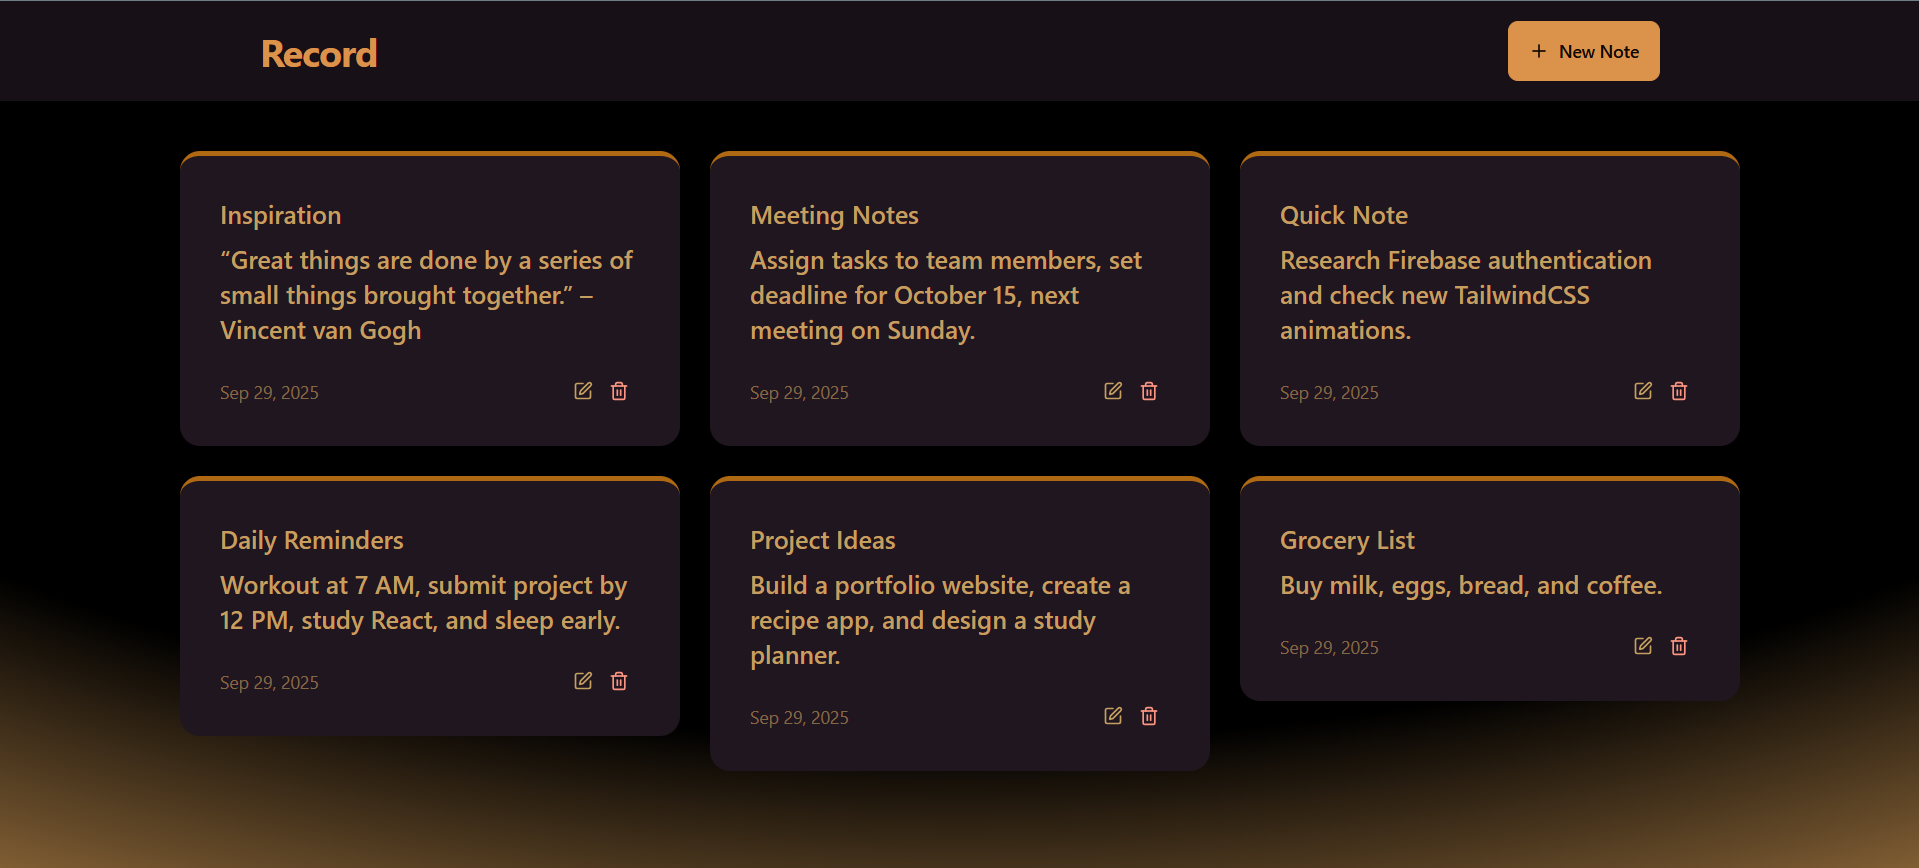 Record
+ New Note
Inspiration
“Great things are done by a series of
small things brought together.” –
Vincent van Gogh
Sep 29, 2025
Meeting Notes
Assign tasks to team members, set
deadline for October 15, next
meeting on Sunday.
Sep 29, 2025
Quick Note
Research Firebase authentication
and check new TailwindCSS
animations.
Sep 29, 2025
Daily Reminders
Workout at 7 AM, submit project by
12 PM, study React, and sleep early.
Sep 29, 2025
Project Ideas
Build a portfolio website, create a
recipe app, and design a study
planner.
Sep 29, 2025
Grocery List
Buy milk, eggs, bread, and coffee.
Sep 29, 2025